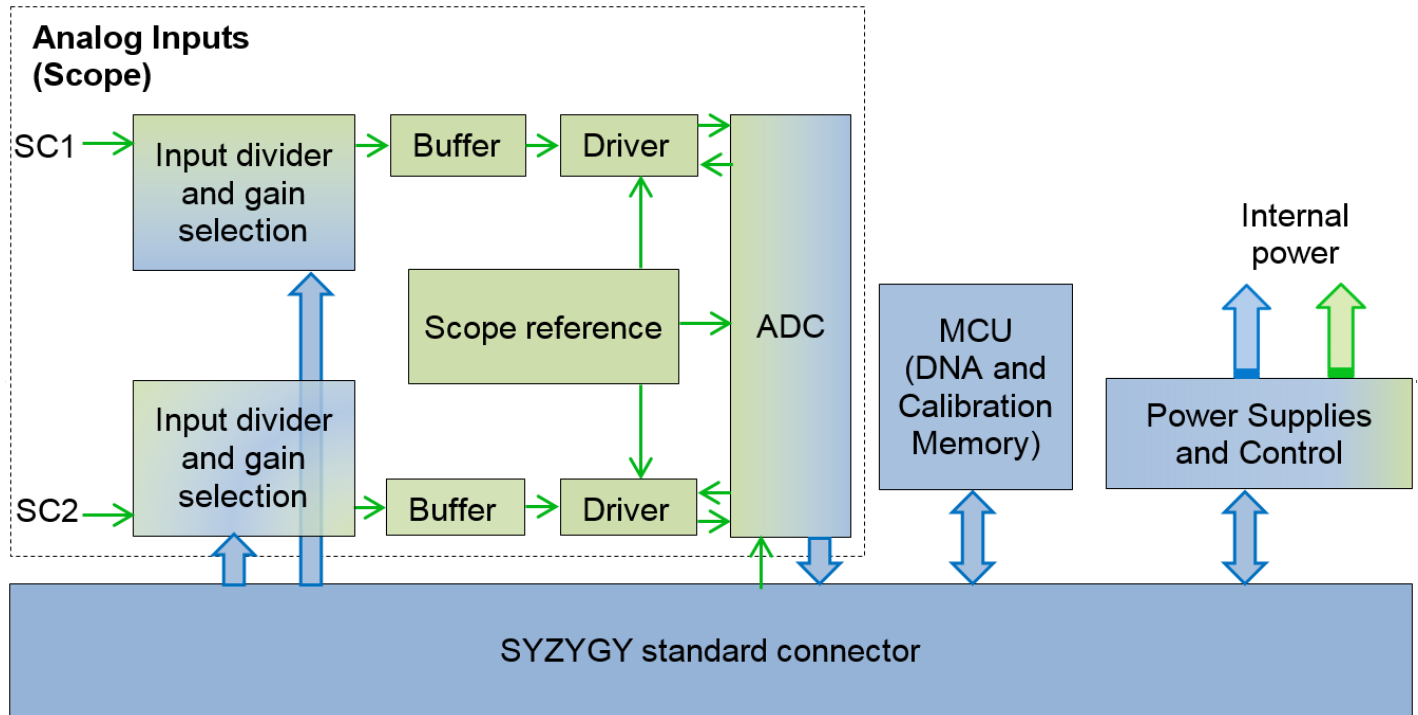 Analog Inputs
(Scope)
SC1
Input divider
and gain
selection
Buffer
Driver
Scope reference
ADC
Input divider
and gain
selection
SC2
Buffer
Driver
MCU
(DNA and
Calibration
Memory)
Internal
power
Power Supplies
and Control
SYZYGY standard connector